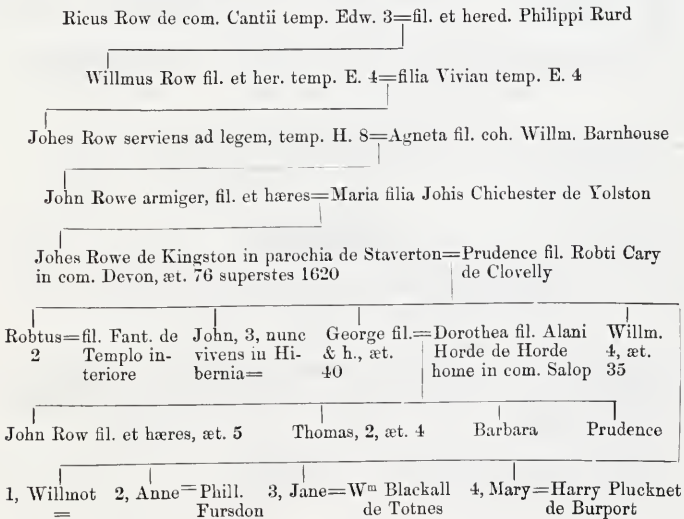 Ricus Row de com. Cantii temp. Edw. 3=fil. et hered. Philippi Rurd
Willmus Row fil. et her. temp. E. 4=filia Vivian temp. E. 4
Johes Row serviens ad legem, temp. H. 8=Agneta fil. coh. Willm. Barnhouse
John Rowe armiger, fil. et hæres=Maria filia Johis Chichester de Yolston
Johes Rowe de Kingston in parochia de Staverton=Prudence fil. Robti Cary
in com. Devon, æt. 76 superstes 1620 de Clovelly
Robtus=fil. Fant. de John, 3, nunc George fil.=Dorothea fil. Alani Willm.
2 Templo in- vivens in Hi- & h., æt. Horde de Horde 4, æt.
teriore bernia= 40 home in com. Salop 35
John Row fil. et hæres, æt. 5 Thomas, 2, æt. 4 Barbara Prudence
1, Willmot 2, Anne=Phill. 3, Jane=Wm Blackall 4, Mary=Harry Plucknet
= Fursdon de Totnes de Burport